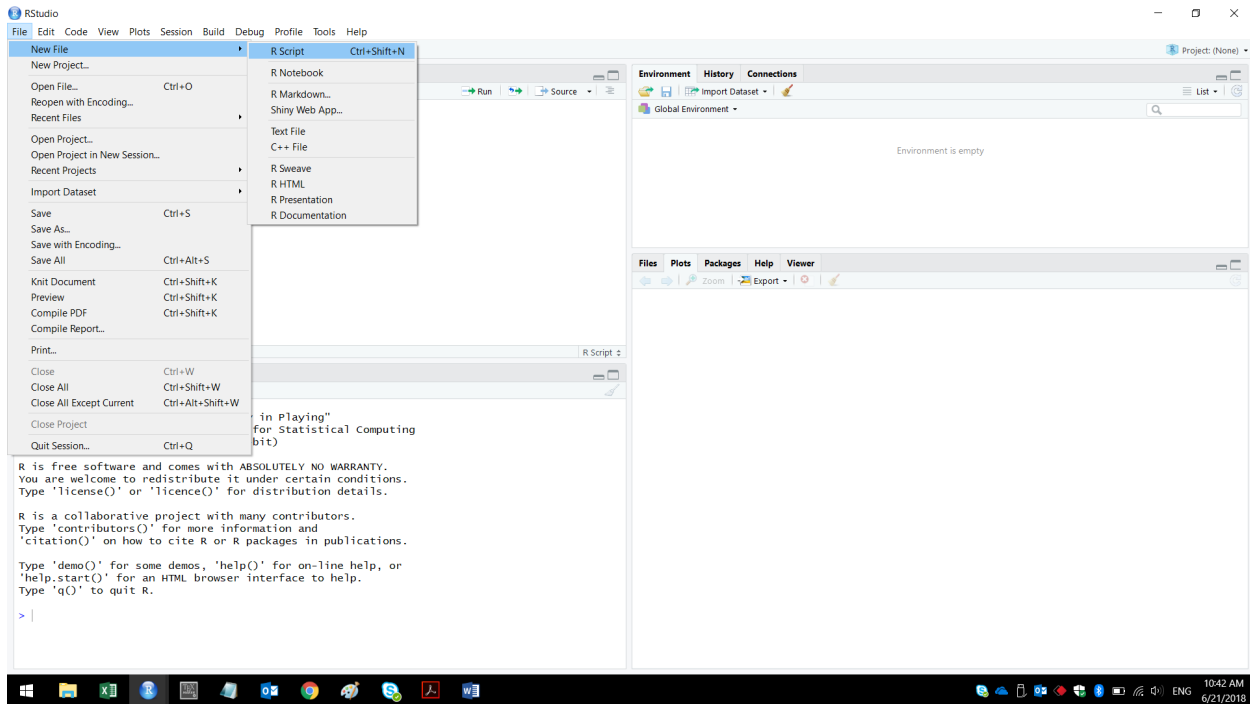 RStudio
File Edit Code View Plots Session Build Debug Profile Tools Help
New File
New Project...
Open File... Ctrl+O
Reopen with Encoding...
Recent Files
Open Project...
Open Project in New Session...
Recent Projects
Import Dataset
Save Ctrl+S
Save As...
Save with Encoding...
Save All Ctrl+Alt+S
Knit Document Ctrl+Shift+K
Preview Ctrl+Shift+K
Compile PDF Ctrl+Shift+K
Compile Report...
Print...
Close Ctrl+W
Close All Ctrl+Shift+W
Close All Except Current Ctrl+Alt+Shift+W
Close Project
Quit Session... Ctrl+Q
R Script Ctrl+Shift+N
R Notebook
R Markdown...
Shiny Web App...
Text File
C++ File
R Sweave
R HTML
R Presentation
R Documentation
Run Source
R Script
Project: (None)
Environment History Connections
Import Dataset List
Global Environment
Environment is empty
Files Plots Packages Help Viewer
Zoom Export
in Playing"
for Statistical Computing
bit)
R is free software and comes with ABSOLUTELY NO WARRANTY.
You are welcome to redistribute it under certain conditions.
Type 'license()' or 'licence()' for distribution details.
R is a collaborative project with many contributors.
Type 'contributors()' for more information and
'citation()' on how to cite R or R packages in publications.
Type 'demo()' for some demos, 'help()' for on-line help, or
'help.start()' for an HTML browser interface to help.
Type 'q()' to quit R.
>
ENG 10:42 AM
6/21/2018